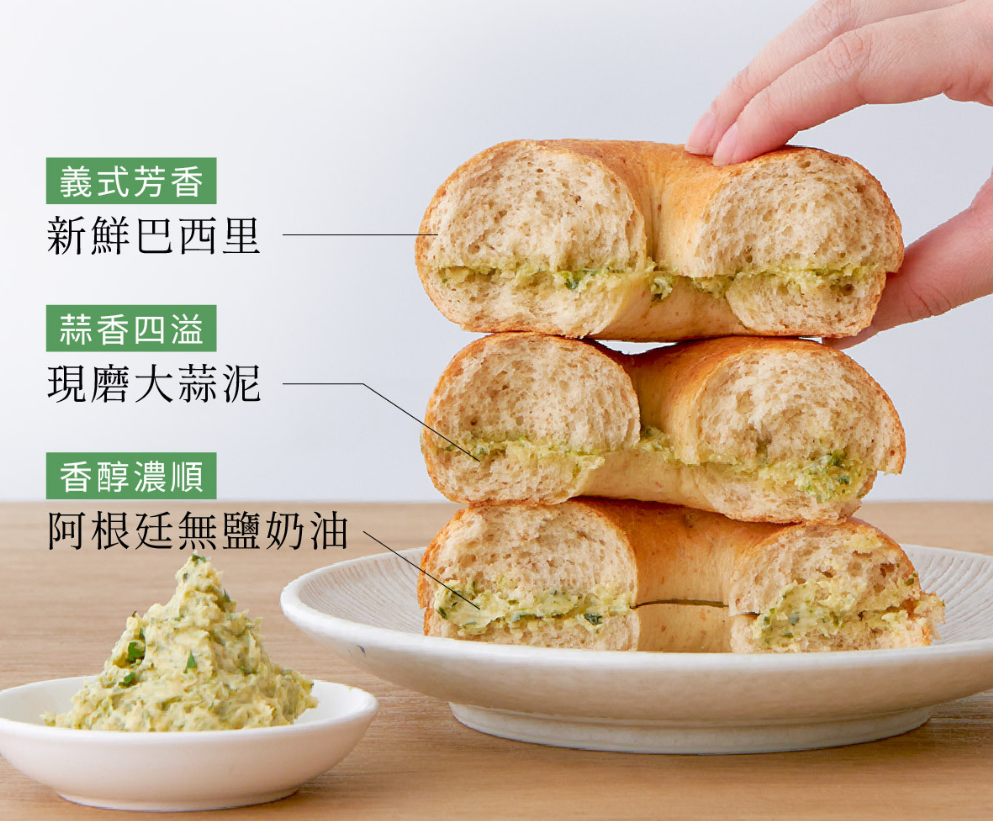 義式芳香
新鮮巴西里
蒜香四溢
現磨大蒜泥
香醇濃順
阿根廷無鹽奶油